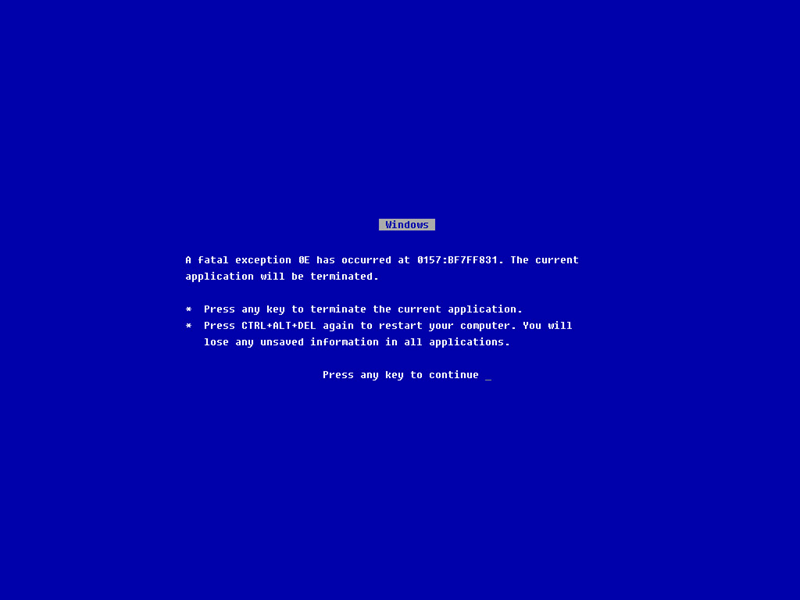 Windows
A fatal exception 0E has occurred at 0157:BF7FF831. The current
application will be terminated.
* Press any key to terminate the current application.
* Press CTRL+ALT+DEL again to restart your computer. You will
lose any unsaved information in all applications.
Press any key to continue _